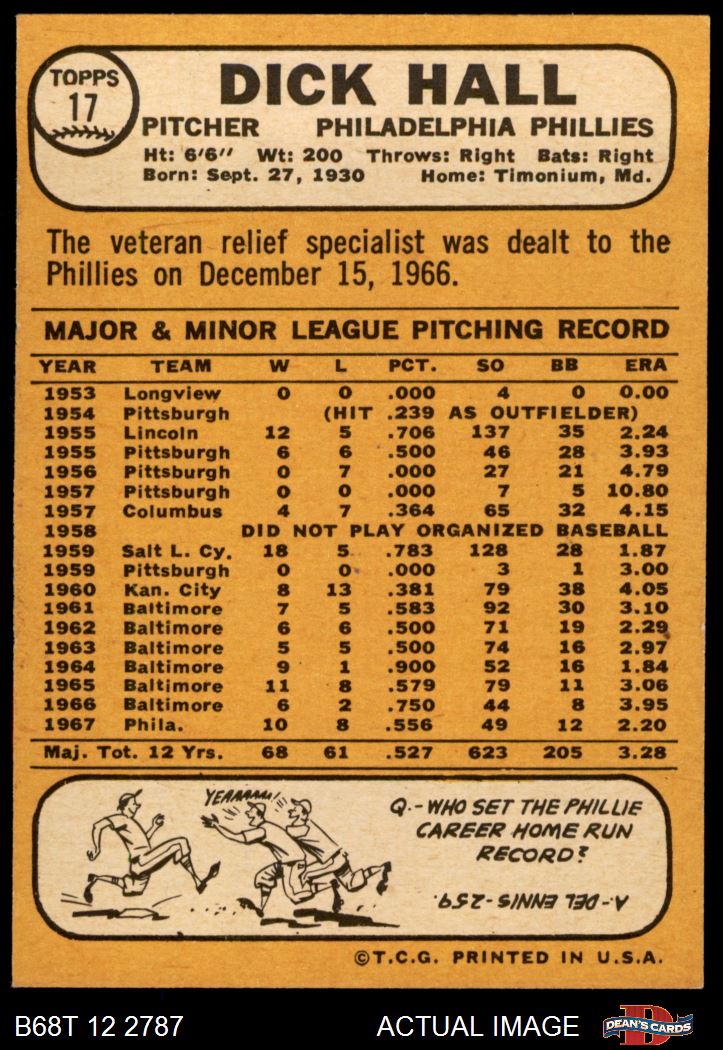 TOPPS
17
DICK HALL
PITCHER PHILADELPHIA PHILLIES
Ht: 6'6" Wt: 200 Throws: Right Bats: Right
Born: Sept. 27, 1930 Home: Timonium, Md.
The veteran relief specialist was dealt to the
Phillies on December 15, 1966.
MAJOR & MINOR LEAGUE PITCHING RECORD
YEAR TEAM W L PCT. SO BB ERA
1953 Longview 0 0 .000 4 0 0.00
1954 Pittsburgh (HIT .239 AS OUTFIELDER)
1955 Lincoln 12 5 .706 137 35 2.24
1955 Pittsburgh 6 6 .500 46 28 3.93
1956 Pittsburgh 0 7 .000 27 21 4.79
1957 Pittsburgh 0 0 .000 7 5 10.80
1957 Columbus 4 7 .364 65 32 4.15
1958 DID NOT PLAY ORGANIZED BASEBALL
1959 Salt L. Cy. 18 5 .783 128 28 1.87
1959 Pittsburgh 0 0 .000 3 1 3.00
1960 Kan. City 8 13 .381 79 38 4.05
1961 Baltimore 7 5 .583 92 30 3.10
1962 Baltimore 6 6 .500 71 19 2.29
1963 Baltimore 5 5 .500 74 16 2.97
1964 Baltimore 9 1 .900 52 16 1.84
1965 Baltimore 11 8 .579 79 11 3.06
1966 Baltimore 6 2 .750 44 8 3.95
1967 Phila. 10 8 .556 49 12 2.20
Maj. Tot. 12 Yrs. 68 61 .527 623 205 3.28
YEAAAAAA!
Q.-WHO SET THE PHILLIE
CAREER HOME RUN
RECORD?
A-DEL ENNIS-259.
©T.C.G. PRINTED IN U.S.A.
B68T 12 2787 ACTUAL IMAGE
D
DEAN'S CARDS